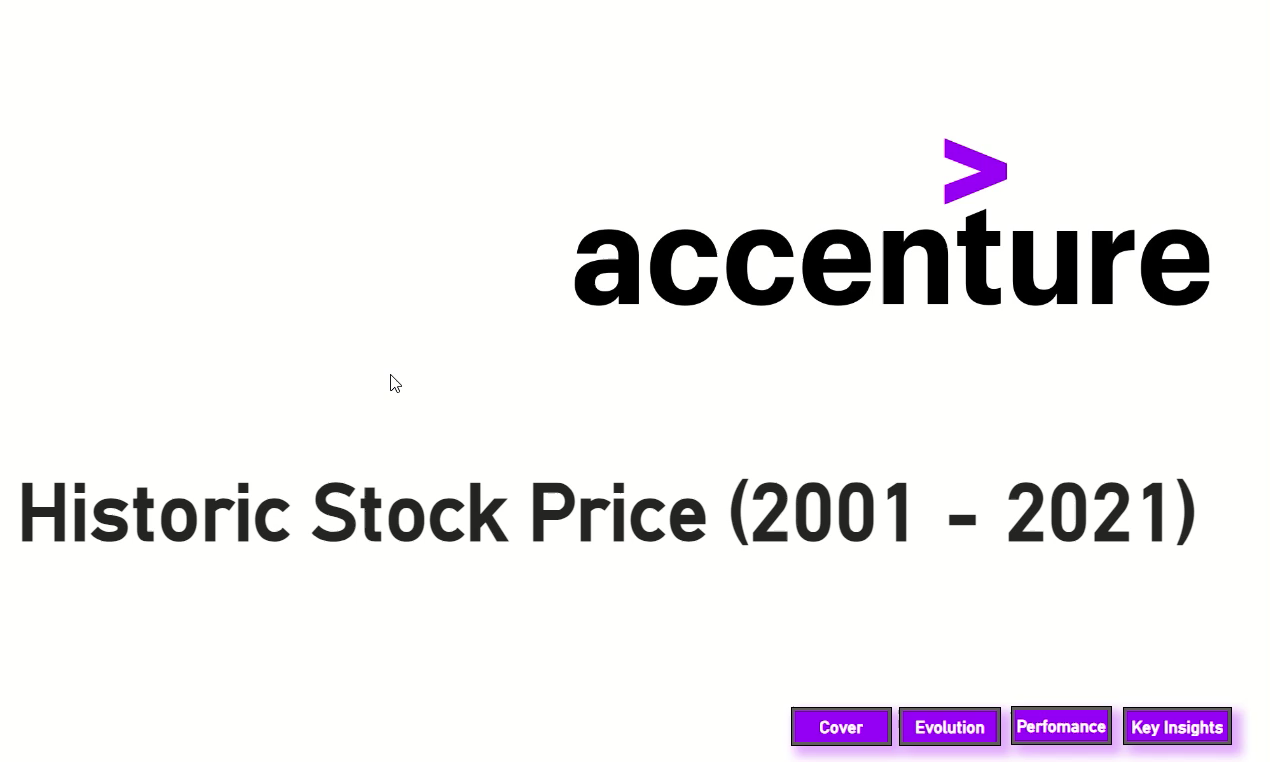 >
accenture
Historic Stock Price (2001 - 2021)
Cover Evolution Perfomance Key Insights